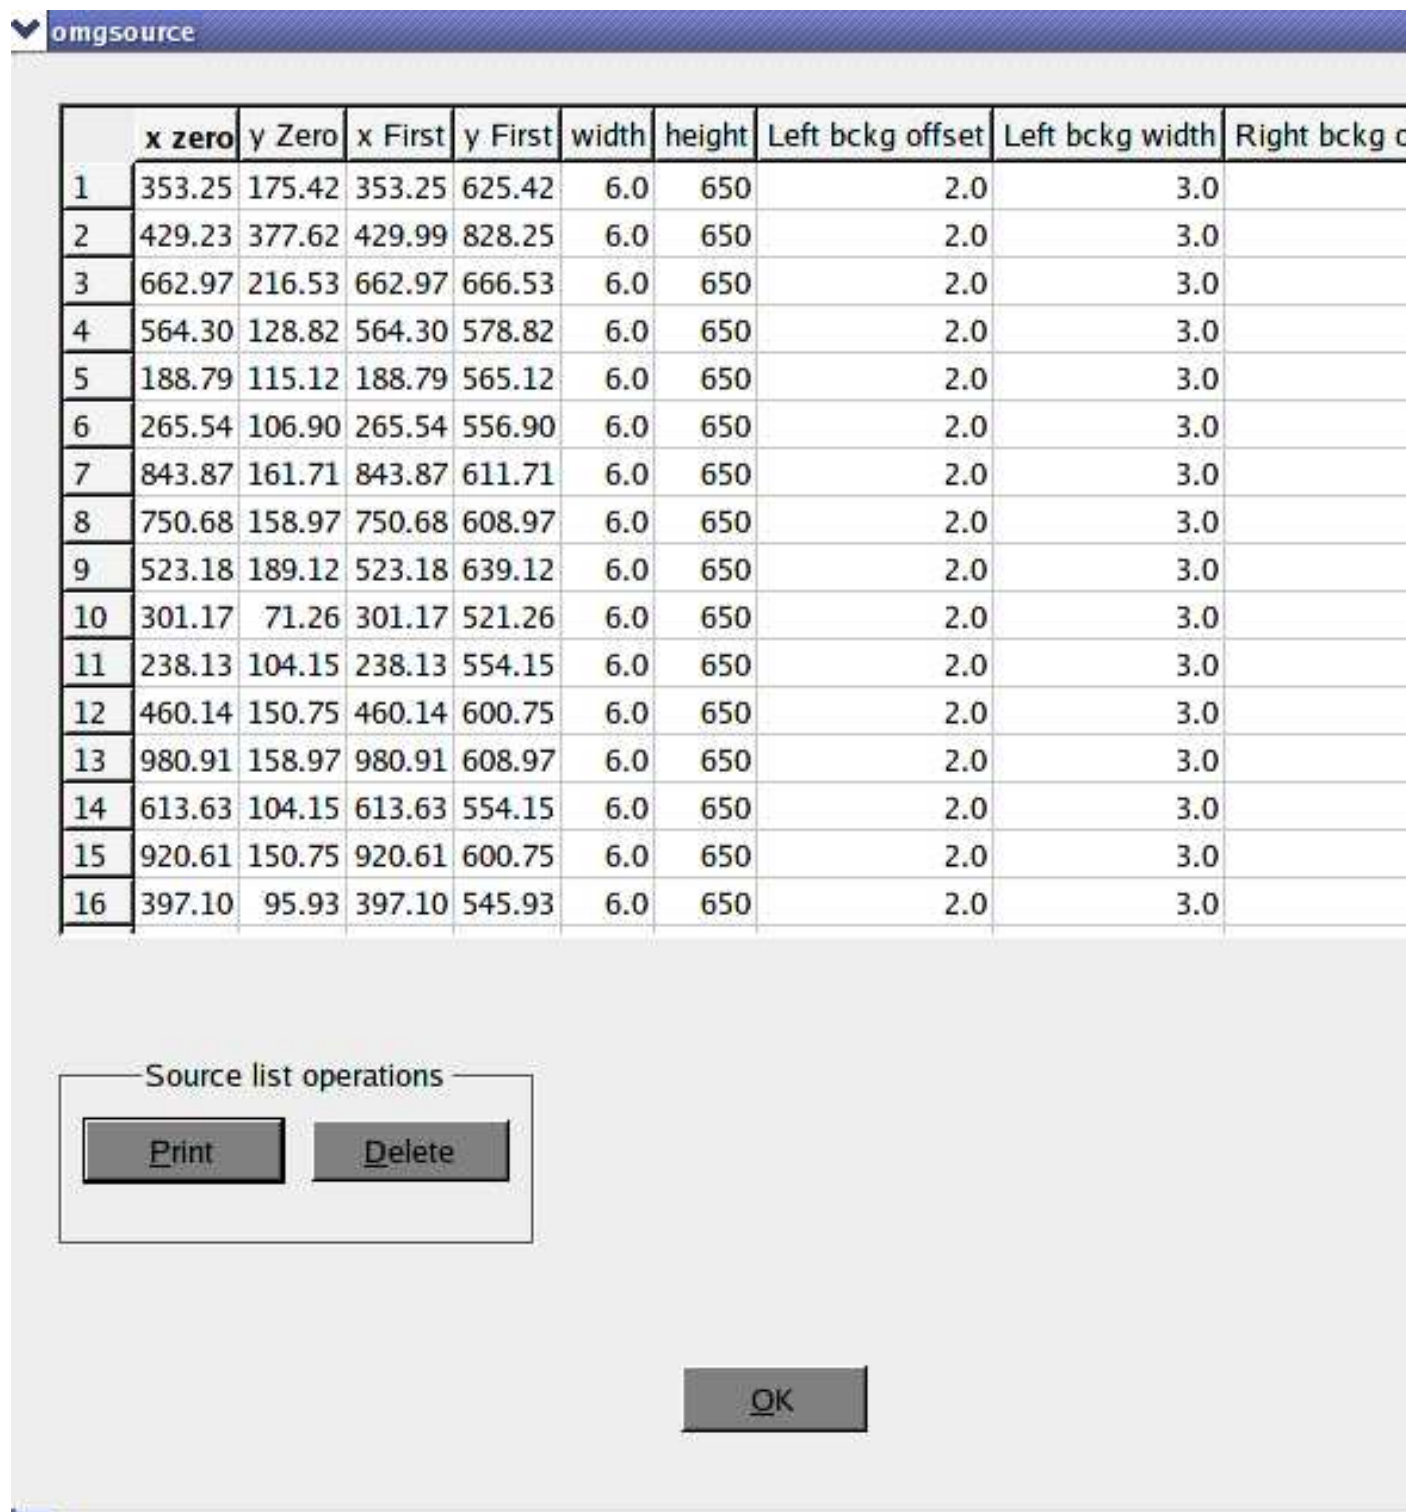 omgsource
x zero y Zero x First y First width height Left bckg offset Left bckg width Right bckg
1 353.25 175.42 353.25 625.42 6.0 650 2.0 3.0
2 429.23 377.62 429.99 828.25 6.0 650 2.0 3.0
3 662.97 216.53 662.97 666.53 6.0 650 2.0 3.0
4 564.30 128.82 564.30 578.82 6.0 650 2.0 3.0
5 188.79 115.12 188.79 565.12 6.0 650 2.0 3.0
6 265.54 106.90 265.54 556.90 6.0 650 2.0 3.0
7 843.87 161.71 843.87 611.71 6.0 650 2.0 3.0
8 750.68 158.97 750.68 608.97 6.0 650 2.0 3.0
9 523.18 189.12 523.18 639.12 6.0 650 2.0 3.0
10 301.17 71.26 301.17 521.26 6.0 650 2.0 3.0
11 238.13 104.15 238.13 554.15 6.0 650 2.0 3.0
12 460.14 150.75 460.14 600.75 6.0 650 2.0 3.0
13 980.91 158.97 980.91 608.97 6.0 650 2.0 3.0
14 613.63 104.15 613.63 554.15 6.0 650 2.0 3.0
15 920.61 150.75 920.61 600.75 6.0 650 2.0 3.0
16 397.10 95.93 397.10 545.93 6.0 650 2.0 3.0
Source list operations
Print Delete
OK